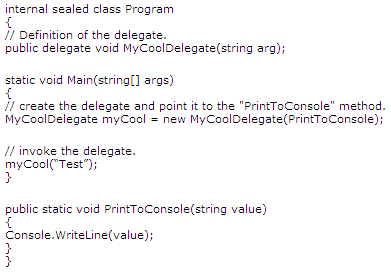 internal sealed class Program
{
// Definition of the delegate.
public delegate void MyCoolDelegate(string arg);
static void Main(string[] args)
{
// create the delegate and point it to the "PrintToConsole" method.
MyCoolDelegate myCool = new MyCoolDelegate(PrintToConsole);
// invoke the delegate.
myCool("Test");
}
public static void PrintToConsole(string value)
{
Console.WriteLine(value);
}
}